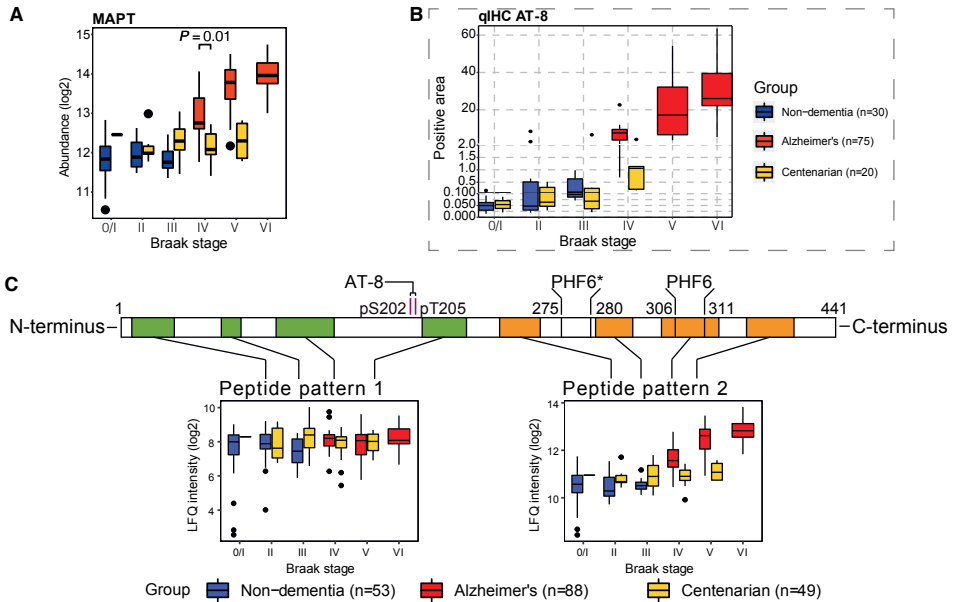 A
MAPT
Abundance (log2)
15
14
13
12
11
P = 0.01
0/I II III IV V VI
Braak stage
B
qIHC AT-8
Positive area
60
40
20
2.0
1.5
1.0
0.5
0.100
0.050
0.000
0/I II III IV V VI
Braak stage
Group
Non-dementia (n=30)
Alzheimer's (n=75)
Centenarian (n=20)
C
AT-8
PHF6* PHF6
1 pS202 pT205 275 280 306 311 441
N-terminus C-terminus
Peptide pattern 1
LFQ intensity (log2)
10
8
6
4
0/I II III IV V VI
Braak stage
Peptide pattern 2
LFQ intensity (log2)
14
12
10
0/I II III IV V VI
Braak stage
Group Non-dementia (n=53) Alzheimer's (n=88) Centenarian (n=49)